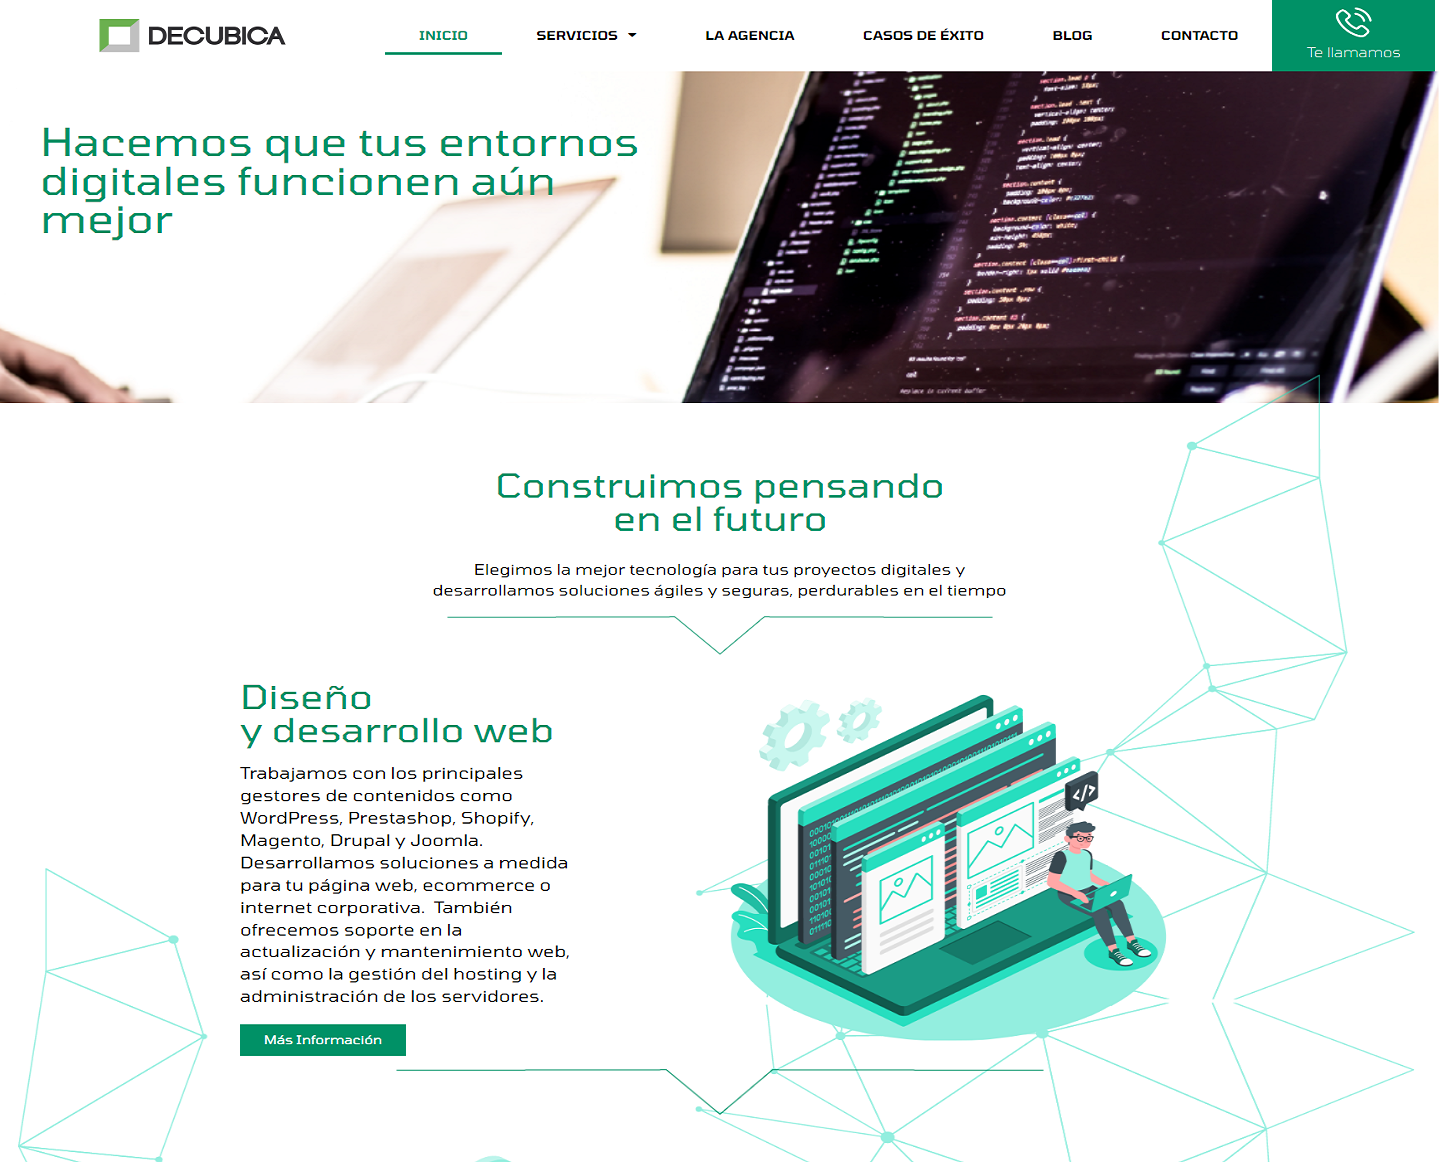 DECUBICA
INICIO
SERVICIOS
LA AGENCIA
CASOS DE ÉXITO
BLOG
CONTACTO
Te llamamos
Hacemos que tus entornos
digitales funcionen aún
mejor
Construimos pensando
en el futuro
Elegimos la mejor tecnología para tus proyectos digitales y
desarrollamos soluciones ágiles y seguras, perdurables en el tiempo
Diseño
y desarrollo web
Trabajamos con los principales
gestores de contenidos como
WordPress, Prestashop, Shopify,
Magento, Drupal y Joomla.
Desarrollamos soluciones a medida
para tu página web, ecommerce o
internet corporativa. También
ofrecemos soporte en la
actualización y mantenimiento web,
así como la gestión del hosting y la
administración de los servidores.
Más Información